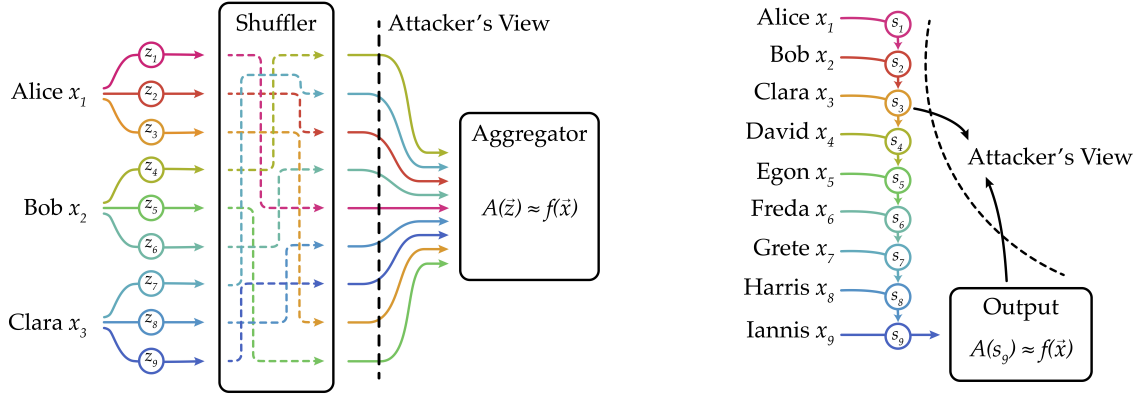 Shuffler
Attacker's View
Alice x₁
z₁
z₂
z₃
Bob x₂
z₄
z₅
z₆
Clara x₃
z₇
z₈
z₉
Aggregator
A(z⃗) ≈ f(x⃗)
Alice x₁
s₁
Bob x₂
s₂
Clara x₃
s₃
David x₄
s₄
Egon x₅
s₅
Freda x₆
s₆
Grete x₇
s₇
Harris x₈
s₈
Iannis x₉
s₉
Attacker's View
Output
A(s₉) ≈ f(x⃗)